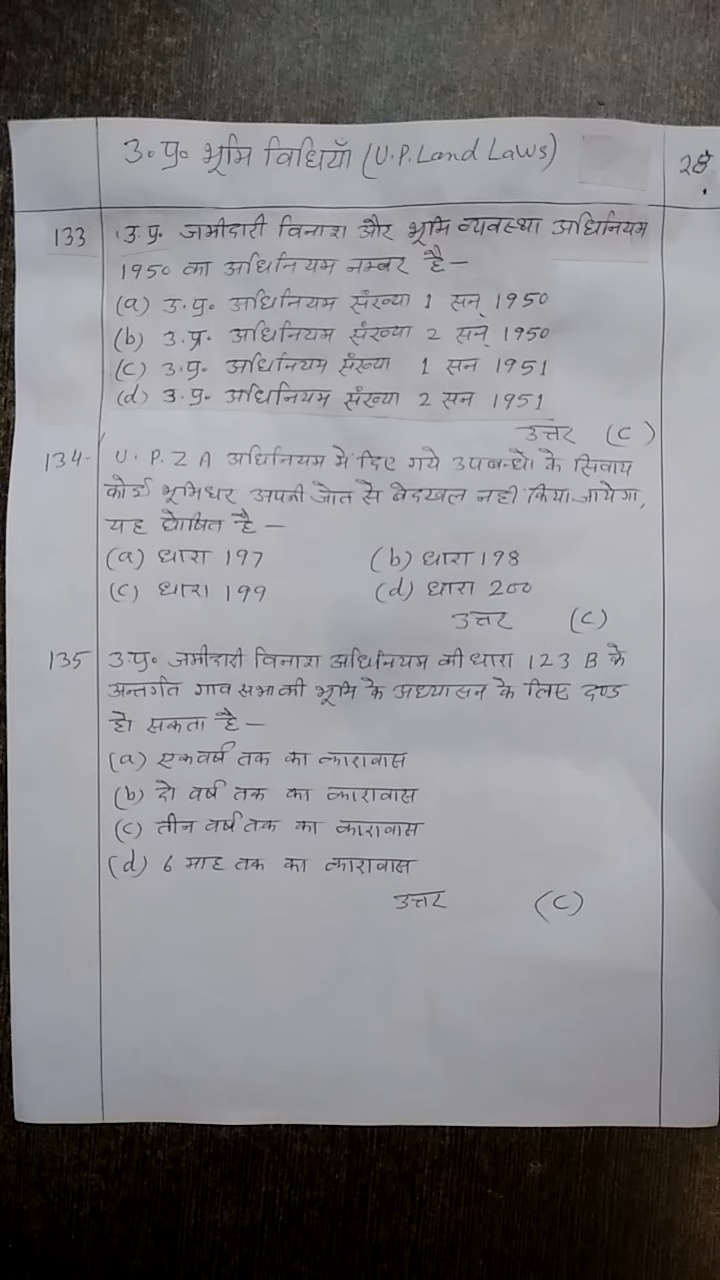 उ॰ प्र॰ भूमि विधियाँ (U.P. Land Laws)
28
133 उ.प्र. जमीदारी विनाश और भूमि व्यवस्था अधिनियम
1950 का अधिनियम नम्बर है –
(a) उ.प्र. अधिनियम संख्या 1 सन् 1950
(b) उ.प्र. अधिनियम संख्या 2 सन् 1950
(c) उ.प्र. अधिनियम संख्या 1 सन 1951
(d) उ.प्र. अधिनियम संख्या 2 सन 1951
उत्तर (c)
134- U.P.Z A अधिनियम में दिए गये उपबन्धो के सिवाय
कोई भूमिधर अपनी जोत से बेदखल नही किया जायेगा,
यह घोषित है –
(a) धारा 197 (b) धारा 198
(c) धारा 199 (d) धारा 200
उत्तर (c)
135 उ.प्र. जमीदारी विनाश अधिनियम की धारा 123 B के
अन्तर्गत गाव सभा की भूमि के अध्यासन के लिए दण्ड
हो सकता है –
(a) एक वर्ष तक का कारावास
(b) दो वर्ष तक का कारावास
(c) तीन वर्ष तक का कारावास
(d) 6 माह तक का कारावास
उत्तर (c)